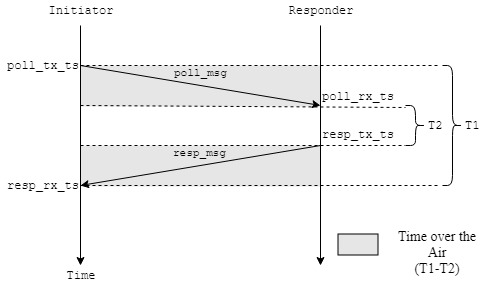 Initiator
Responder
poll_tx_ts
poll_msg
poll_rx_ts
T2
T1
resp_tx_ts
resp_msg
resp_rx_ts
Time over the
Air
(T1-T2)
Time